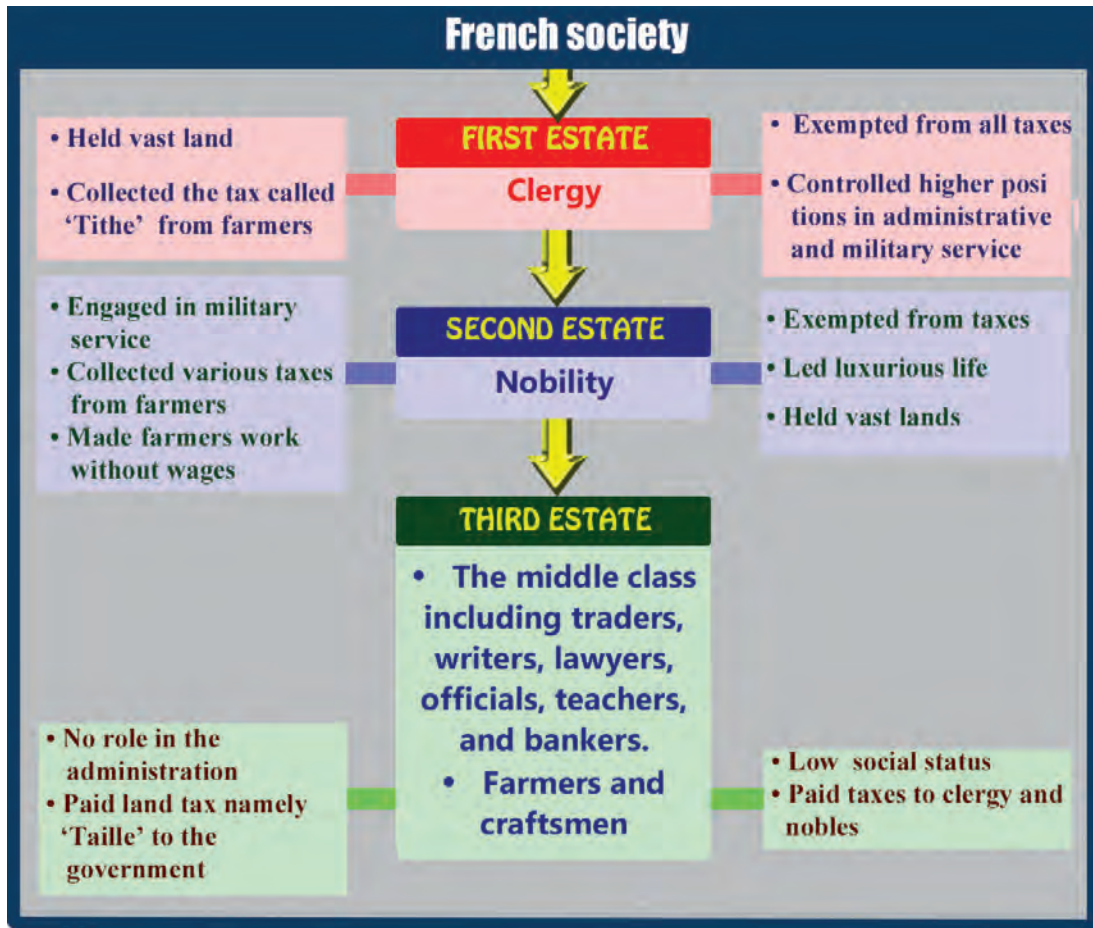 French society
FIRST ESTATE
Clergy
• Held vast land
• Collected the tax called
‘Tithe’ from farmers
• Exempted from all taxes
• Controlled higher posi
tions in administrative
and military service
SECOND ESTATE
Nobility
• Engaged in military
service
• Collected various taxes
from farmers
• Made farmers work
without wages
• Exempted from taxes
• Led luxurious life
• Held vast lands
THIRD ESTATE
• The middle class
including traders,
writers, lawyers,
officials, teachers,
and bankers.
• Farmers and
craftsmen
• No role in the
administration
• Paid land tax namely
‘Taille’ to the
government
• Low social status
• Paid taxes to clergy and
nobles